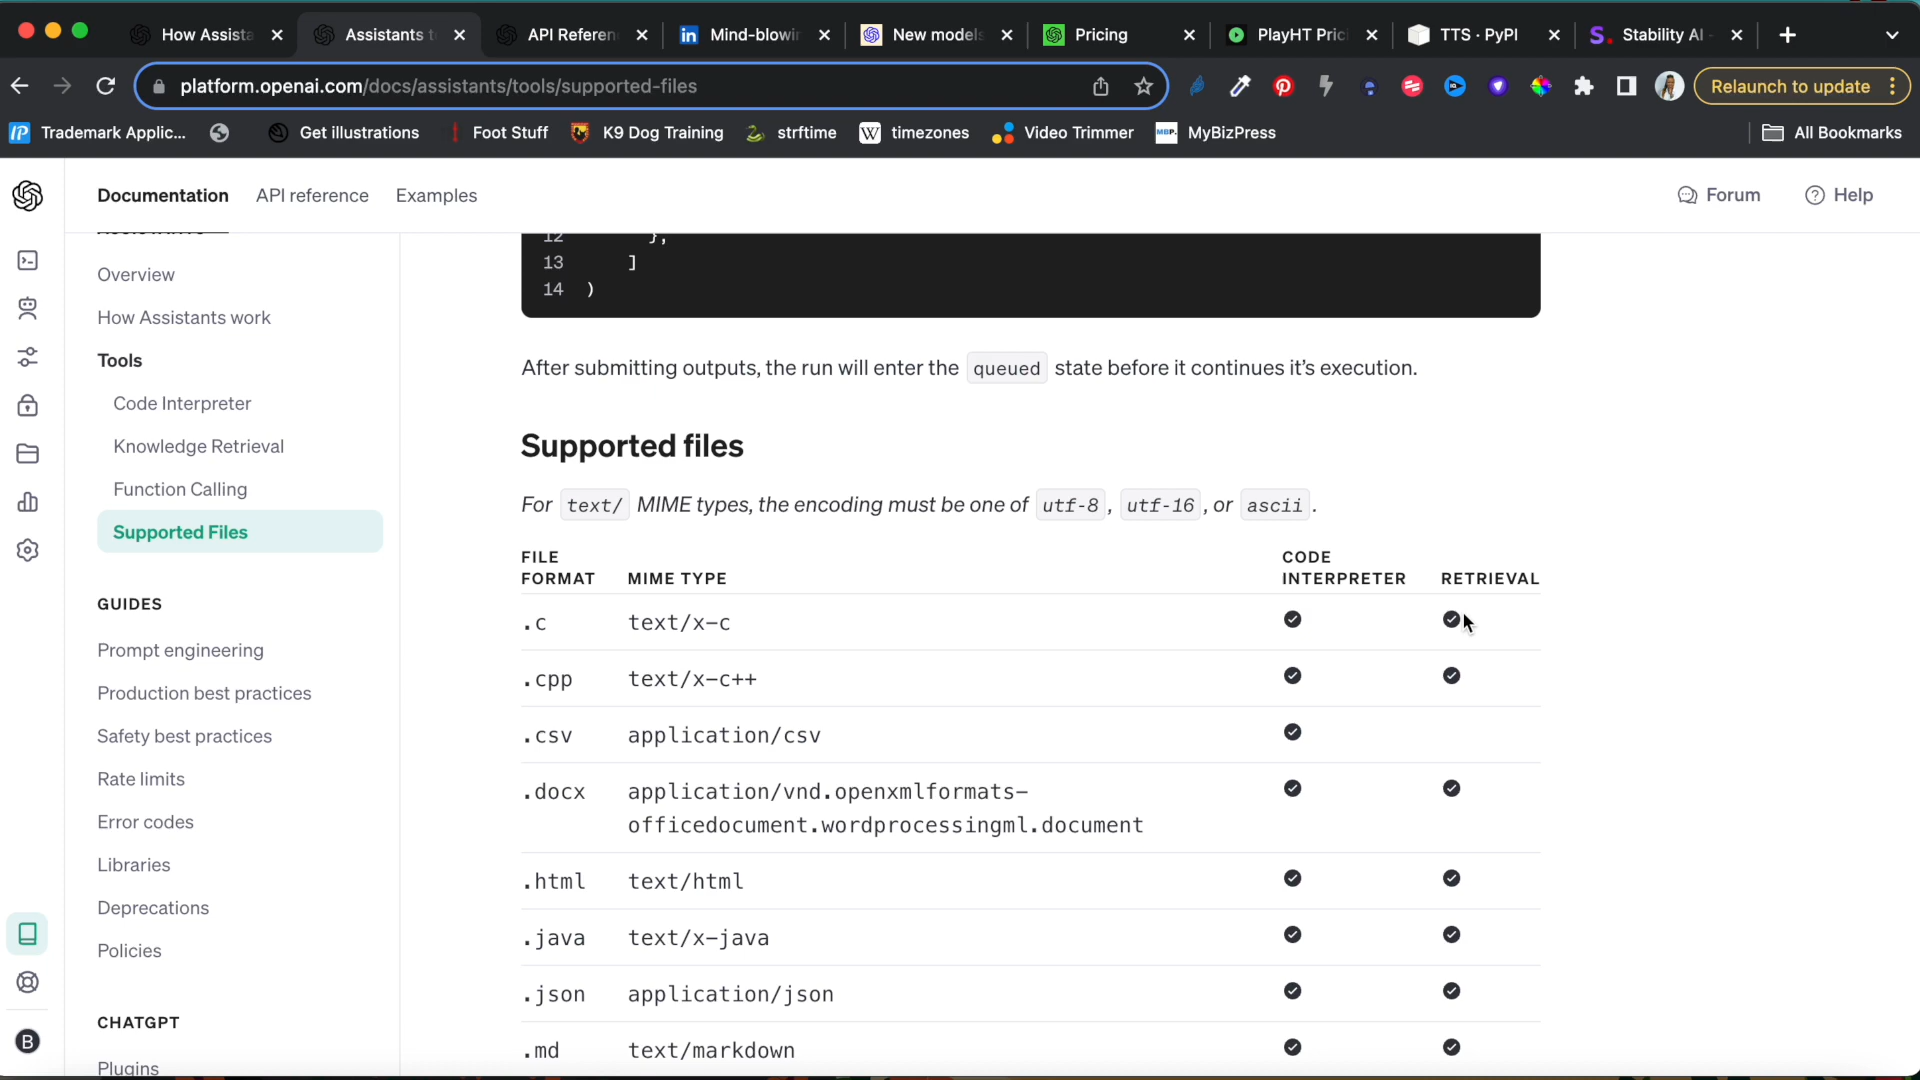 How Assista
Assistants t
API Referen
Mind-blowin
New models
Pricing
PlayHT Pric
TTS · PyPI
Stability AI -
platform.openai.com/docs/assistants/tools/supported-files
Relaunch to update
Trademark Applic...
Get illustrations
Foot Stuff
K9 Dog Training
strftime
timezones
Video Trimmer
MyBizPress
All Bookmarks
Documentation
API reference
Examples
Forum
Help
Overview
How Assistants work
Tools
Code Interpreter
Knowledge Retrieval
Function Calling
Supported Files
GUIDES
Prompt engineering
Production best practices
Safety best practices
Rate limits
Error codes
Libraries
Deprecations
Policies
CHATGPT
Plugins
B
12 },
13 ]
14 )
After submitting outputs, the run will enter the queued state before it continues it’s execution.
Supported files
For text/ MIME types, the encoding must be one of utf-8, utf-16, or ascii.
FILE FORMAT MIME TYPE CODE INTERPRETER RETRIEVAL
.c text/x-c
.cpp text/x-c++
.csv application/csv
.docx application/vnd.openxmlformats-
officedocument.wordprocessingml.document
.html text/html
.java text/x-java
.json application/json
.md text/markdown